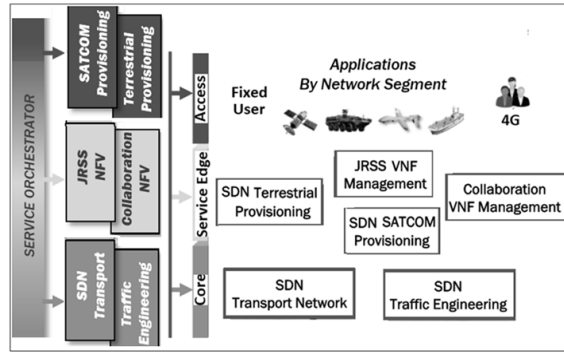 SERVICE ORCHESTRATOR
SATCOM
Provisioning
Terrestrial
Provisioning
JRSS
NFV
Collaboration
NFV
SDN
Transport
Traffic
Engineering
Access
Service Edge
Core
Applications
By Network Segment
Fixed
User
4G
JRSS VNF
Management
SDN Terrestrial
Provisioning
Collaboration
VNF Management
SDN SATCOM
Provisioning
SDN
Transport Network
SDN
Traffic Engineering